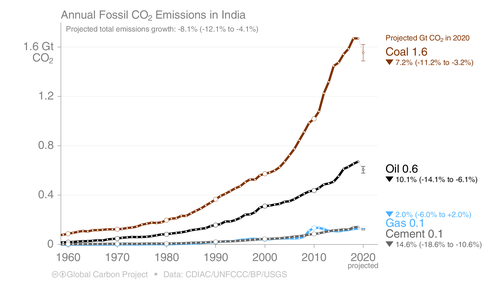 Annual Fossil CO₂ Emissions in India
Projected total emissions growth: -8.1% (-12.1% to -4.1%)
Projected Gt CO₂ in 2020
1.6 Gt
CO₂
Coal 1.6
▼ 7.2% (-11.2% to -3.2%)
1.2
0.8
Oil 0.6
▼ 10.1% (-14.1% to -6.1%)
0.4
▼ 2.0% (-6.0% to +2.0%)
Gas 0.1
Cement 0.1
▼ 14.6% (-18.6% to -10.6%)
0
1960 1970 1980 1990 2000 2010 2020
projected
Global Carbon Project • Data: CDIAC/UNFCCC/BP/USGS